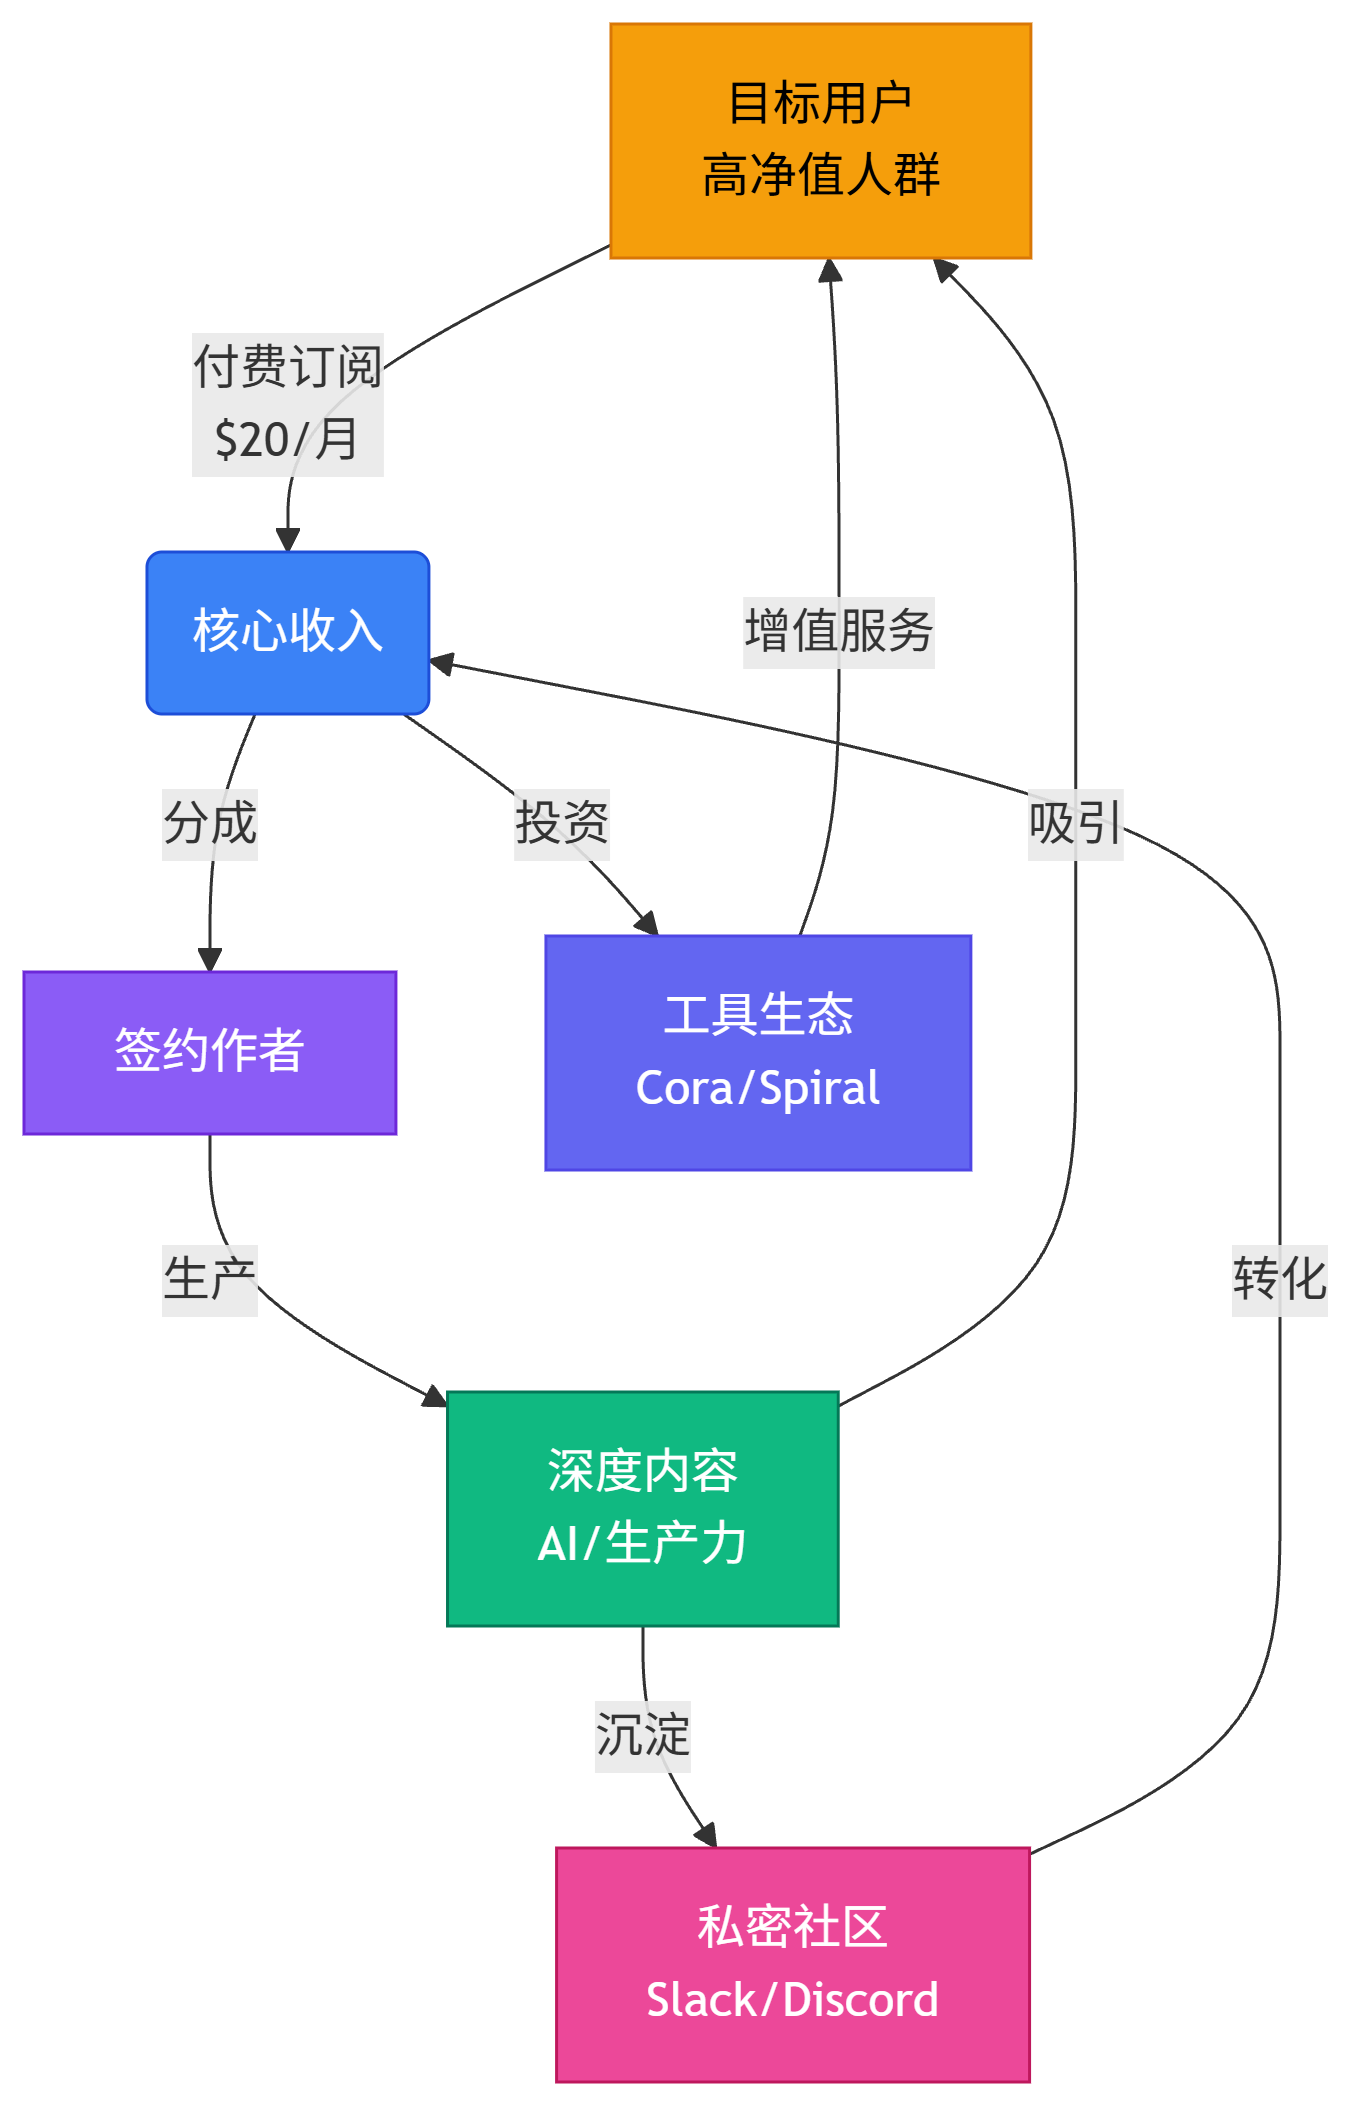 目标用户
高净值人群
付费订阅
$20/月
核心收入
增值服务
分成
投资
吸引
签约作者
工具生态
Cora/Spiral
生产
转化
深度内容
AI/生产力
沉淀
私密社区
Slack/Discord